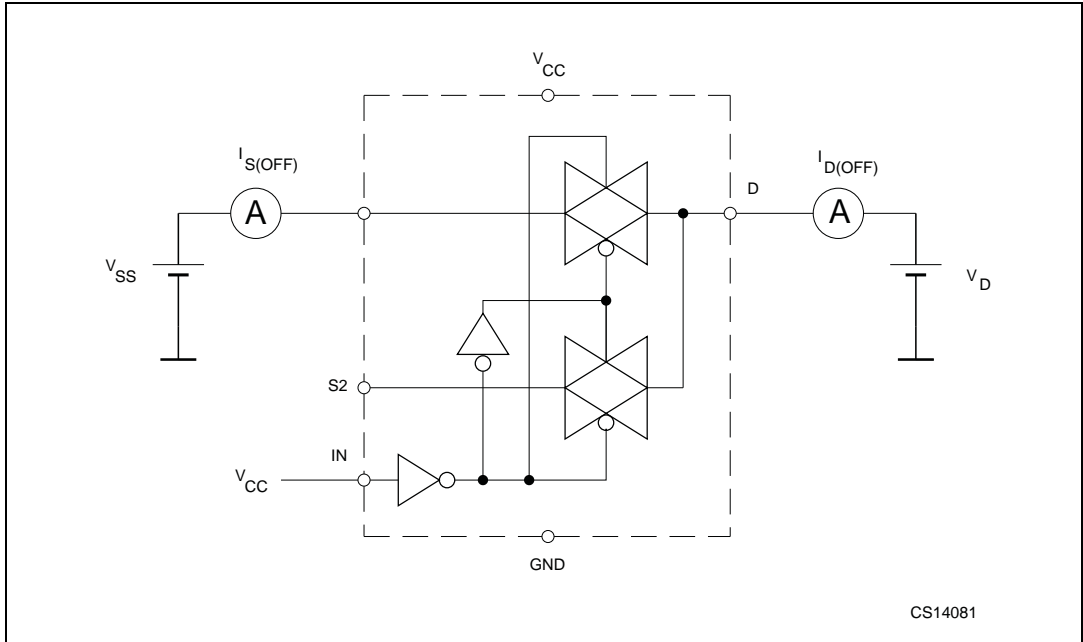 V CC
I S(OFF)
I D(OFF)
D
A
A
V SS
V D
S2
IN
V CC
GND
CS14081